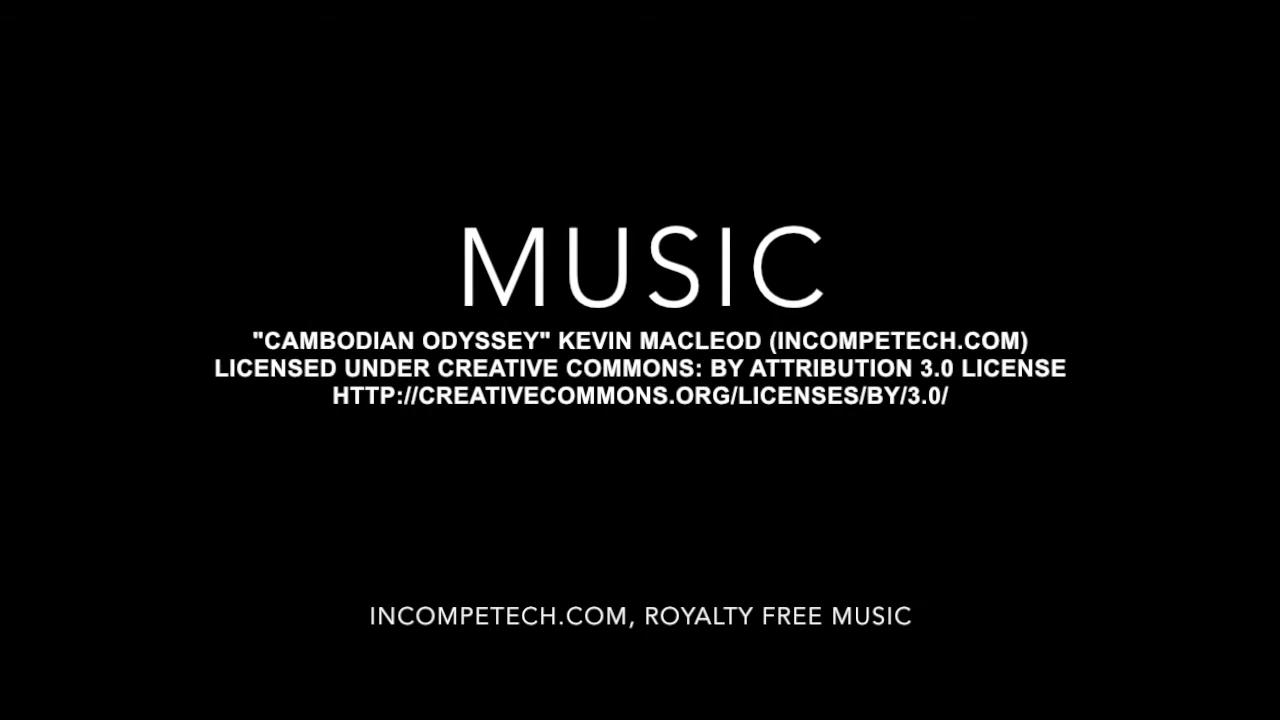 MUSIC
"CAMBODIAN ODYSSEY" KEVIN MACLEOD (INCOMPETECH.COM)
LICENSED UNDER CREATIVE COMMONS: BY ATTRIBUTION 3.0 LICENSE
HTTP://CREATIVECOMMONS.ORG/LICENSES/BY/3.0/
INCOMPETECH.COM, ROYALTY FREE MUSIC